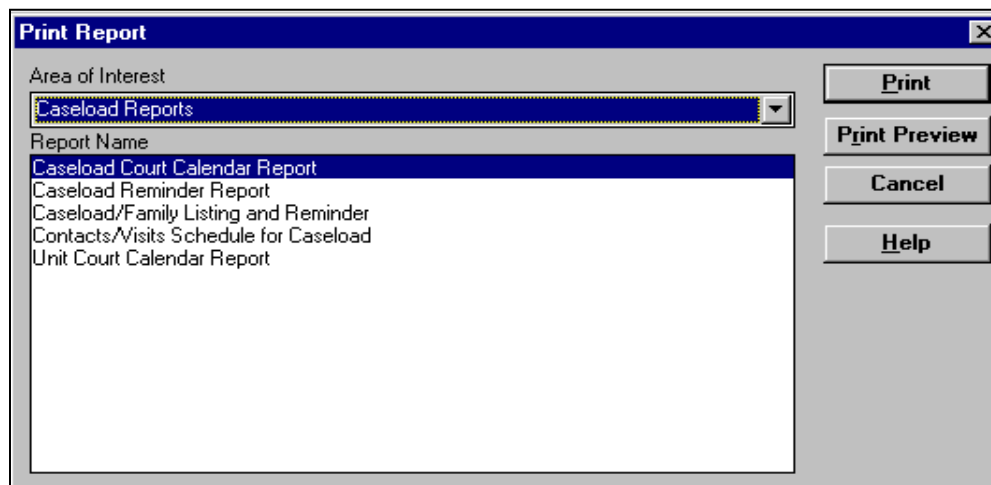 Print Report
Area of Interest
Caseload Reports
Report Name
Caseload Court Calendar Report
Caseload Reminder Report
Caseload/Family Listing and Reminder
Contacts/Visits Schedule for Caseload
Unit Court Calendar Report
Print
Print Preview
Cancel
Help